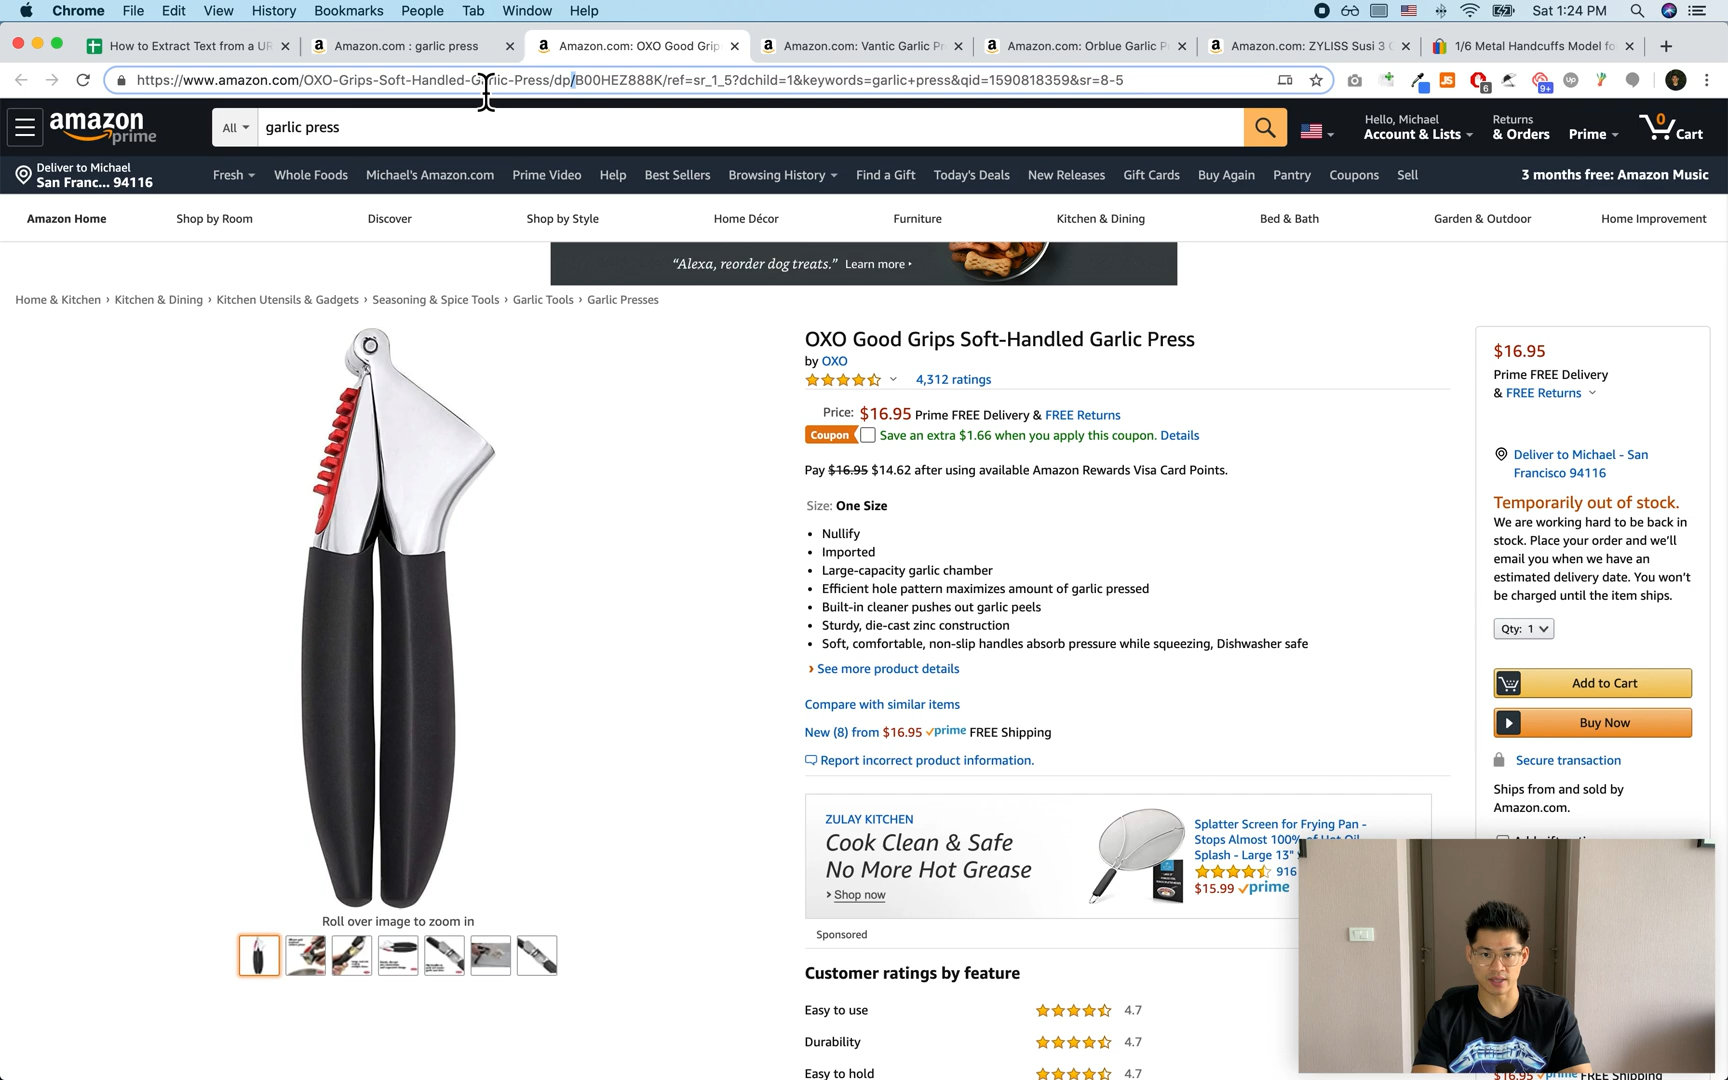 Chrome File Edit View History Bookmarks People Tab Window Help Sat 1:24 PM
How to Extract Text from a UR
Amazon.com : garlic press
Amazon.com: OXO Good Grip
Amazon.com: Vantic Garlic Pr
Amazon.com: Orblue Garlic P
Amazon.com: ZYLISS Susi 3 G
1/6 Metal Handcuffs Model fo
https://www.amazon.com/OXO-Grips-Soft-Handled-Garlic-Press/dp/B00HEZ888K/ref=sr_1_5?dchild=1&keywords=garlic+press&qid=1590818359&sr=8-5
JS 6 9+ Up
amazon prime
All garlic press
Hello, Michael
Account & Lists
Returns
& Orders
Prime
0
Cart
Deliver to Michael
San Franc... 94116
Fresh Whole Foods Michael's Amazon.com Prime Video Help Best Sellers Browsing History Find a Gift Today's Deals New Releases Gift Cards Buy Again Pantry Coupons Sell
3 months free: Amazon Music
Amazon Home Shop by Room Discover Shop by Style Home Décor Furniture Kitchen & Dining Bed & Bath Garden & Outdoor Home Improvement
“Alexa, reorder dog treats.” Learn more ▸
Home & Kitchen › Kitchen & Dining › Kitchen Utensils & Gadgets › Seasoning & Spice Tools › Garlic Tools › Garlic Presses
OXO Good Grips Soft-Handled Garlic Press
by OXO
4,312 ratings
Price: $16.95 Prime FREE Delivery & FREE Returns
Coupon Save an extra $1.66 when you apply this coupon. Details
Pay $16.95 $14.62 after using available Amazon Rewards Visa Card Points.
Size: One Size
• Nullify
• Imported
• Large-capacity garlic chamber
• Efficient hole pattern maximizes amount of garlic pressed
• Built-in cleaner pushes out garlic peels
• Sturdy, die-cast zinc construction
• Soft, comfortable, non-slip handles absorb pressure while squeezing, Dishwasher safe
› See more product details
Compare with similar items
New (8) from $16.95 prime FREE Shipping
Report incorrect product information.
Roll over image to zoom in
ZULAY KITCHEN
Cook Clean & Safe
No More Hot Grease
› Shop now
Splatter Screen for Frying Pan -
Stops Almost 100% of Hot Oil
Splash - Large 13"
916
$15.99 prime
Sponsored
Customer ratings by feature
Easy to use 4.7
Durability 4.7
Easy to hold 4.7
$16.95
Prime FREE Delivery
& FREE Returns
Deliver to Michael - San
Francisco 94116
Temporarily out of stock.
We are working hard to be back in
stock. Place your order and we’ll
email you when we have an
estimated delivery date. You won’t
be charged until the item ships.
Qty: 1
Add to Cart
Buy Now
Secure transaction
Ships from and sold by
Amazon.com.
METALLICA
$16.95 prime FREE Shipping